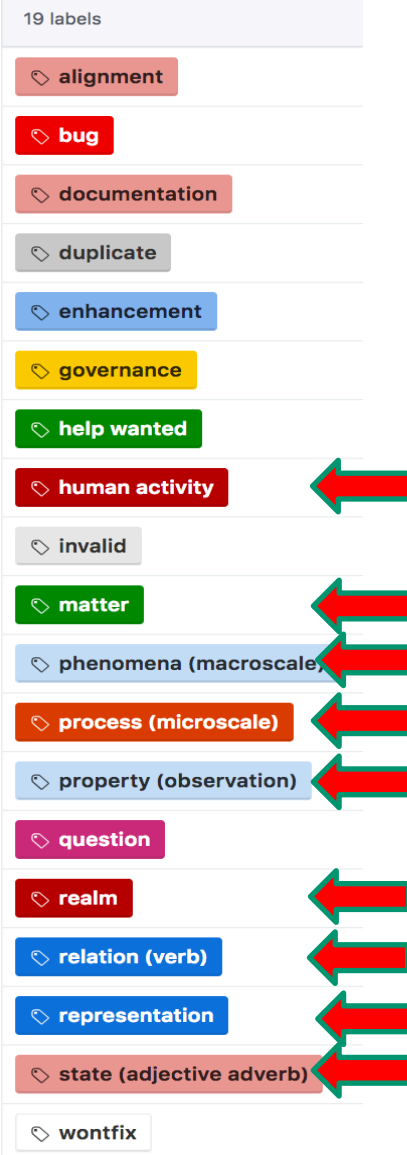 19 labels
alignment
bug
documentation
duplicate
enhancement
governance
help wanted
human activity
invalid
matter
phenomena (macroscale)
process (microscale)
property (observation)
question
realm
relation (verb)
representation
state (adjective adverb)
wontfix